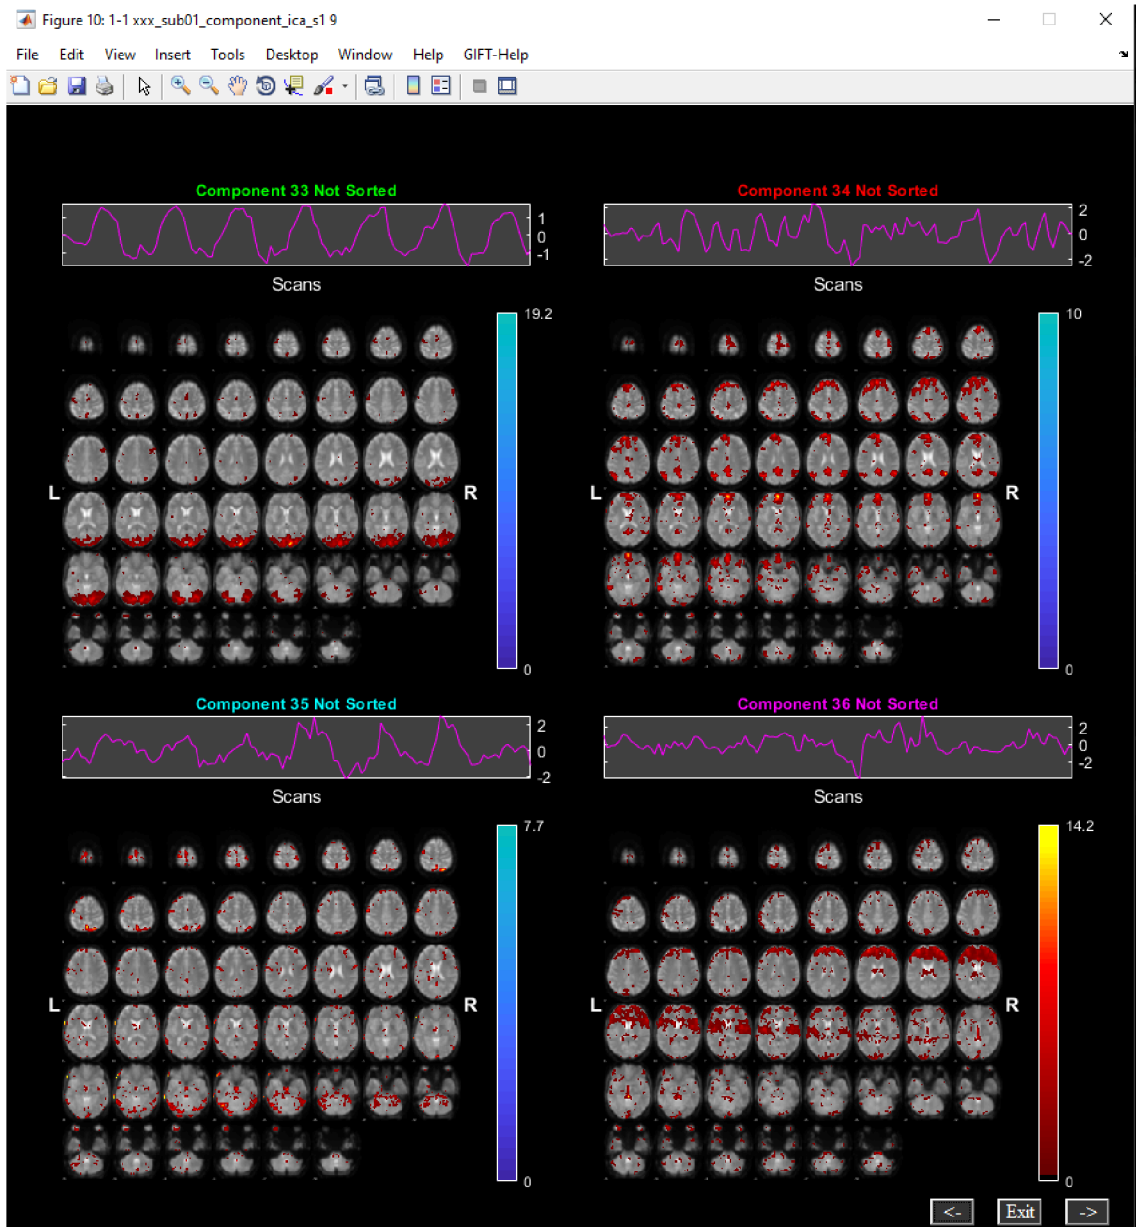 Figure 10: 1-1 xxx_sub01_component_ica_s1 9
File Edit View Insert Tools Desktop Window Help GIFT-Help
Component 33 Not Sorted
1
0
-1
Scans
19.2
L
R
0
Component 34 Not Sorted
2
0
-2
Scans
10
L
R
0
Component 35 Not Sorted
2
0
-2
Scans
7.7
L
R
0
Component 36 Not Sorted
2
0
-2
Scans
14.2
L
R
0
<- Exit ->